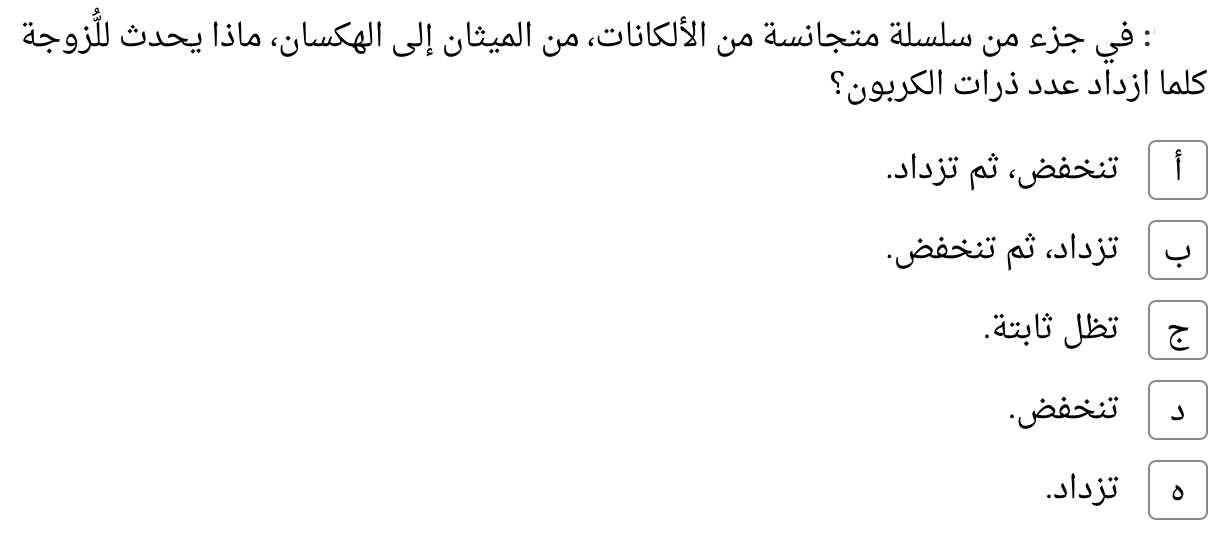 : في جزء من سلسلة متجانسة من الألكانات، من الميثان إلى الهكسان، ماذا يحدث للُّزوجة
كلما ازداد عدد ذرات الكربون؟
أ تنخفض، ثم تزداد.
ب تزداد، ثم تنخفض.
ج تظل ثابتة.
د تنخفض.
ه تزداد.